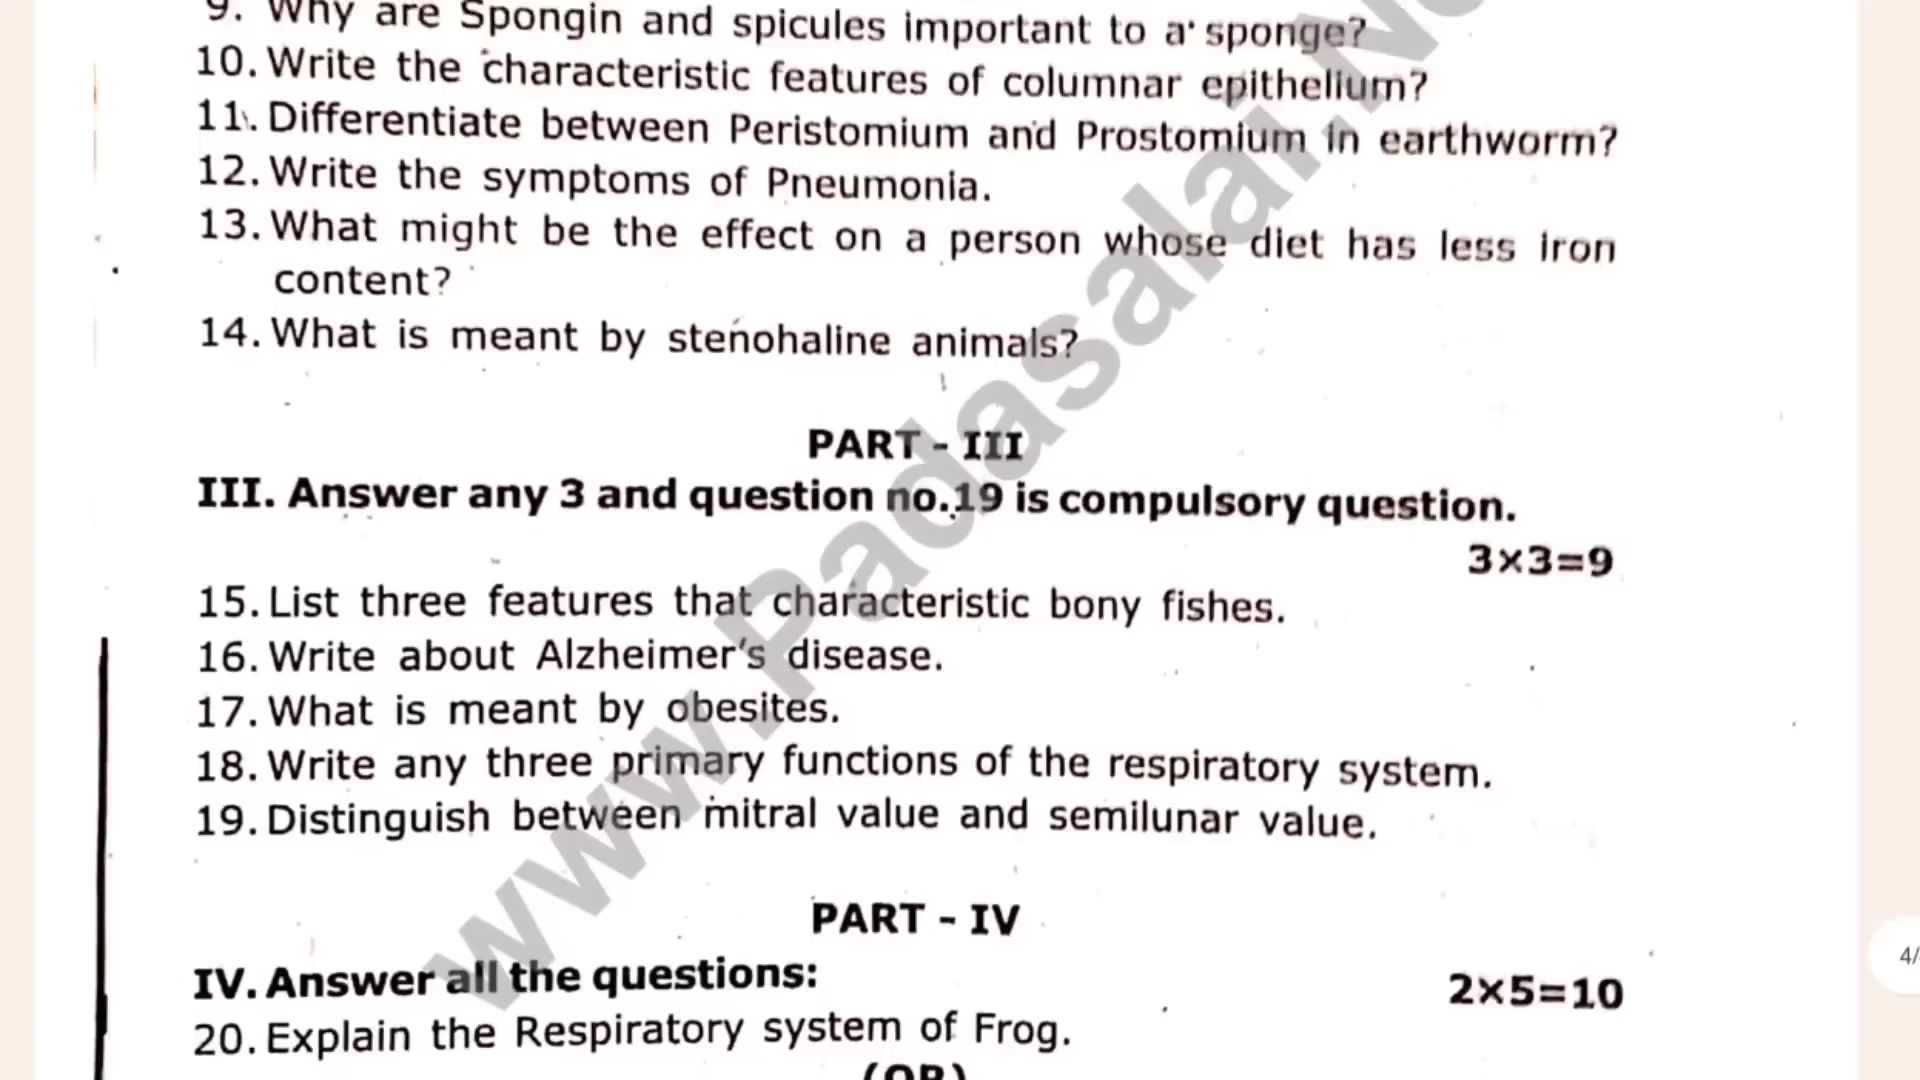 9. Why are Spongin and spicules important to a sponge?
10. Write the characteristic features of columnar epithelium?
11. Differentiate between Peristomium and Prostomium in earthworm?
12. Write the symptoms of Pneumonia.
13. What might be the effect on a person whose diet has less iron
content?
14. What is meant by stenohaline animals?
PART - III
III. Answer any 3 and question no.19 is compulsory question.
3×3=9
15. List three features that characteristic bony fishes.
16. Write about Alzheimer's disease.
17. What is meant by obesites.
18. Write any three primary functions of the respiratory system.
19. Distinguish between mitral value and semilunar value.
PART - IV
IV. Answer all the questions:
2×5=10
20. Explain the Respiratory system of Frog.
(OR)
www.Padasalai.Ne
4/